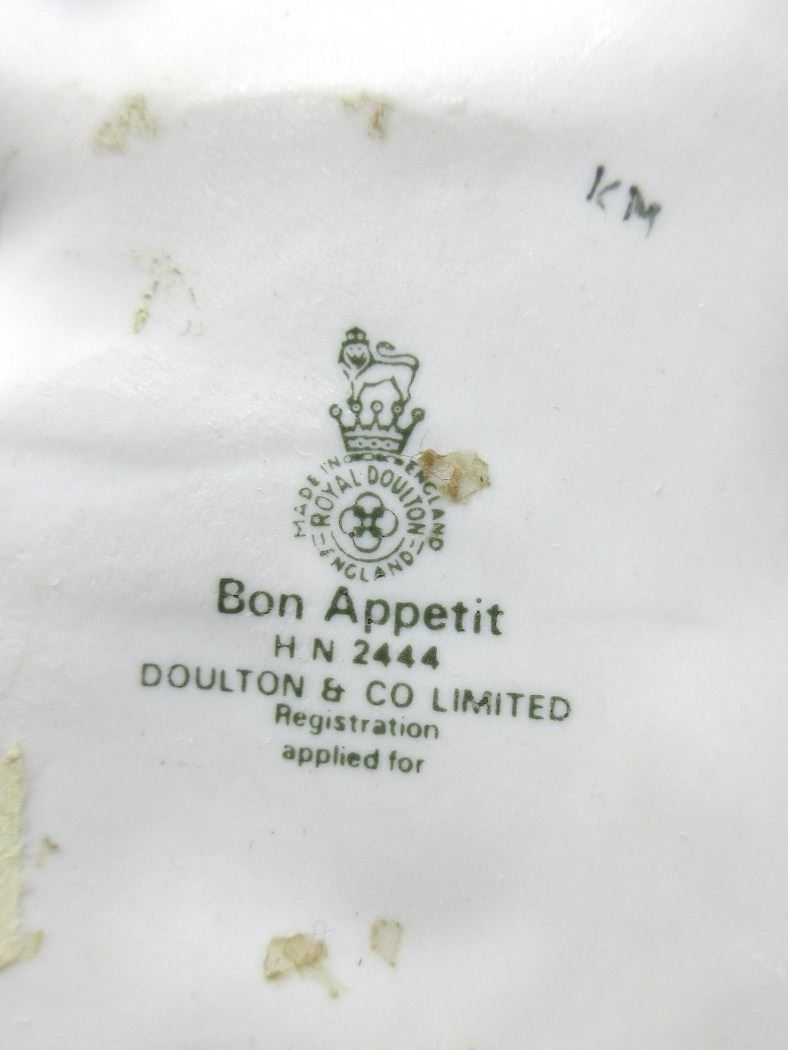 KM
MADE IN ENGLAND
ROYAL DOULTON
ENGLAND
Bon Appetit
H N 2444
DOULTON & CO LIMITED
Registration
applied for